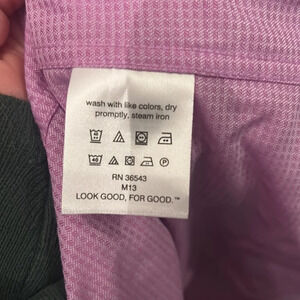 wash with like colors, dry
promptly, steam iron
40
P
RN 36543
M13
LOOK GOOD, FOR GOOD.™